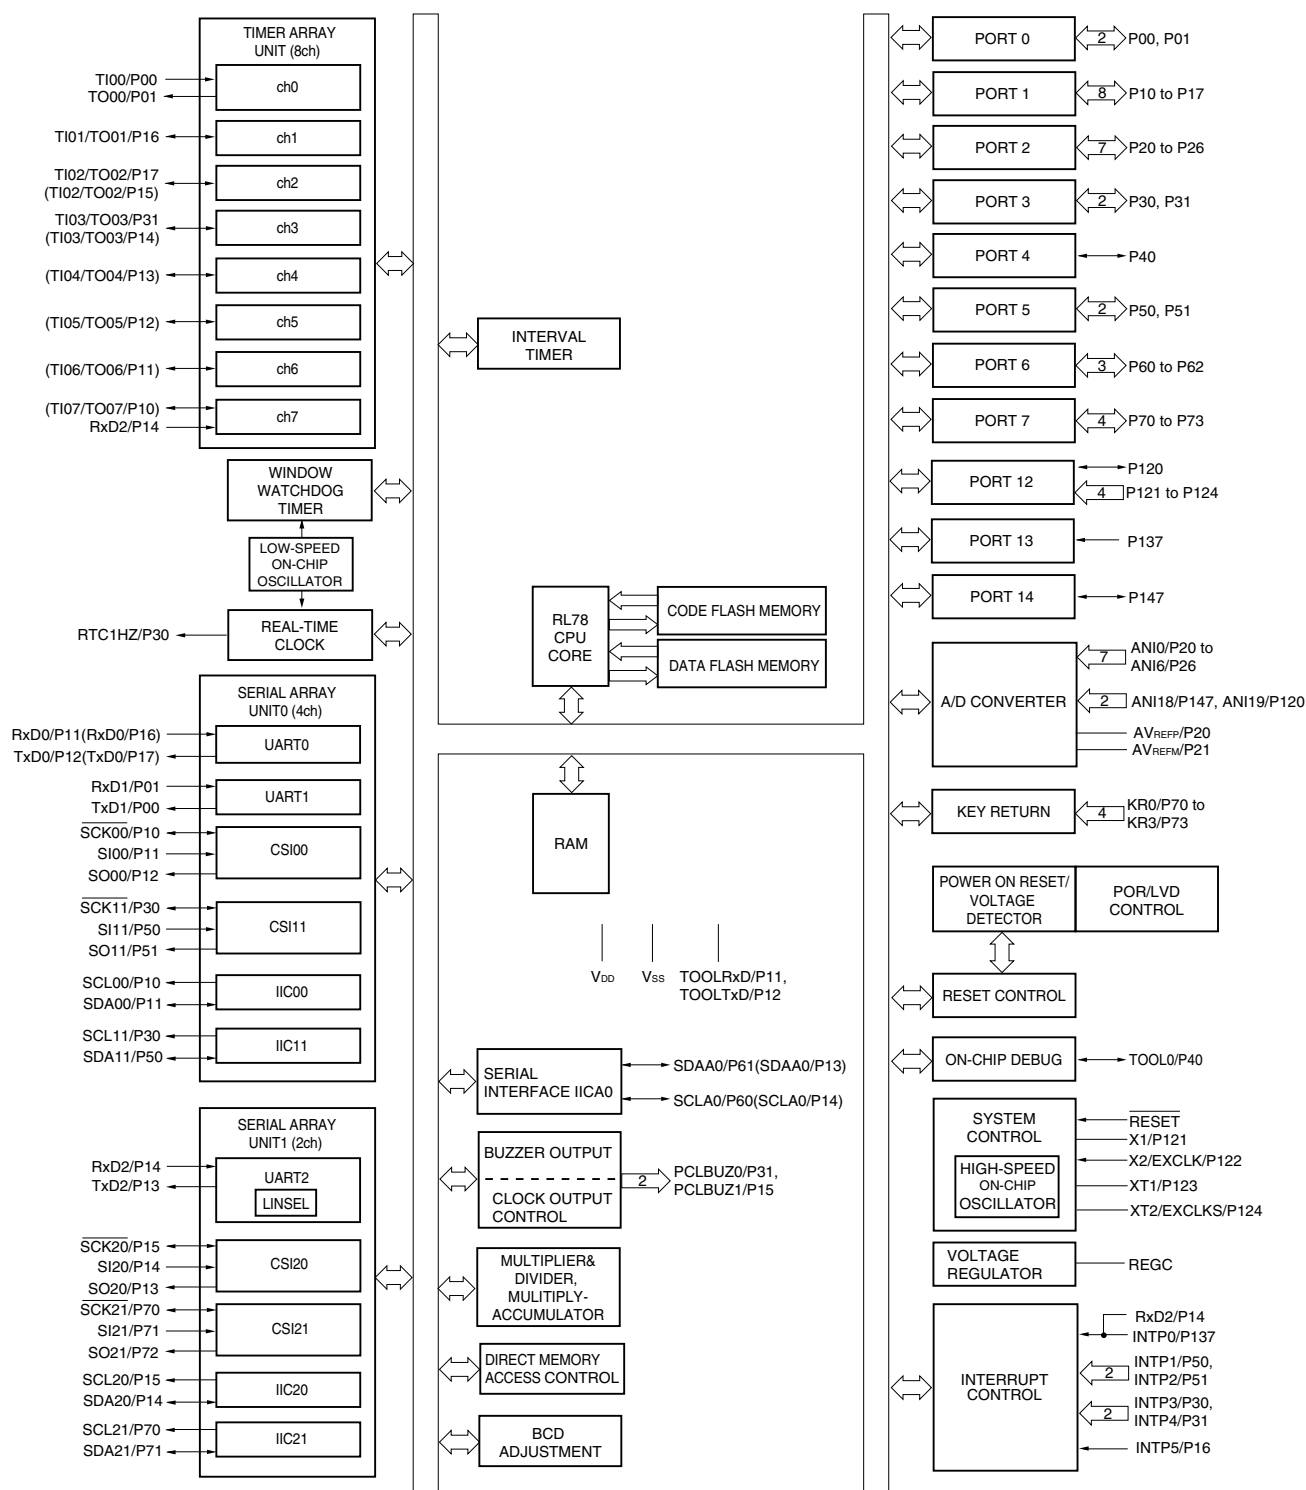 TIMER ARRAY
UNIT (8ch)
TI00/P00
TO00/P01
ch0
TI01/TO01/P16
ch1
TI02/TO02/P17
(TI02/TO02/P15)
ch2
TI03/TO03/P31
(TI03/TO03/P14)
ch3
(TI04/TO04/P13)
ch4
(TI05/TO05/P12)
ch5
(TI06/TO06/P11)
ch6
(TI07/TO07/P10)
RxD2/P14
ch7
WINDOW
WATCHDOG
TIMER
LOW-SPEED
ON-CHIP
OSCILLATOR
RTC1HZ/P30
REAL-TIME
CLOCK
SERIAL ARRAY
UNIT0 (4ch)
RxD0/P11(RxD0/P16)
TxD0/P12(TxD0/P17)
UART0
RxD1/P01
TxD1/P00
UART1
SCK00/P10
SI00/P11
SO00/P12
CSI00
SCK11/P30
SI11/P50
SO11/P51
CSI11
SCL00/P10
SDA00/P11
IIC00
SCL11/P30
SDA11/P50
IIC11
SERIAL ARRAY
UNIT1 (2ch)
RxD2/P14
TxD2/P13
UART2
LINSEL
SCK20/P15
SI20/P14
SO20/P13
CSI20
SCK21/P70
SI21/P71
SO21/P72
CSI21
SCL20/P15
SDA20/P14
IIC20
SCL21/P70
SDA21/P71
IIC21
INTERVAL
TIMER
RL78
CPU
CORE
CODE FLASH MEMORY
DATA FLASH MEMORY
RAM
VDD
VSS
TOOLRxD/P11,
TOOLTxD/P12
SERIAL
INTERFACE IICA0
SDAA0/P61(SDAA0/P13)
SCLA0/P60(SCLA0/P14)
BUZZER OUTPUT
CLOCK OUTPUT
CONTROL
2
PCLBUZ0/P31,
PCLBUZ1/P15
MULTIPLIER&
DIVIDER,
MULITIPLY-
ACCUMULATOR
DIRECT MEMORY
ACCESS CONTROL
BCD
ADJUSTMENT
PORT 0
2
P00, P01
PORT 1
8
P10 to P17
PORT 2
7
P20 to P26
PORT 3
2
P30, P31
PORT 4
P40
PORT 5
2
P50, P51
PORT 6
3
P60 to P62
PORT 7
4
P70 to P73
PORT 12
P120
4
P121 to P124
PORT 13
P137
PORT 14
P147
A/D CONVERTER
7
ANI0/P20 to
ANI6/P26
2
ANI18/P147, ANI19/P120
AVREFP/P20
AVREFM/P21
KEY RETURN
4
KR0/P70 to
KR3/P73
POWER ON RESET/
VOLTAGE
DETECTOR
POR/LVD
CONTROL
RESET CONTROL
ON-CHIP DEBUG
TOOL0/P40
SYSTEM
CONTROL
HIGH-SPEED
ON-CHIP
OSCILLATOR
RESET
X1/P121
X2/EXCLK/P122
XT1/P123
XT2/EXCLKS/P124
VOLTAGE
REGULATOR
REGC
INTERRUPT
CONTROL
RxD2/P14
INTP0/P137
2
INTP1/P50,
INTP2/P51
2
INTP3/P30,
INTP4/P31
INTP5/P16